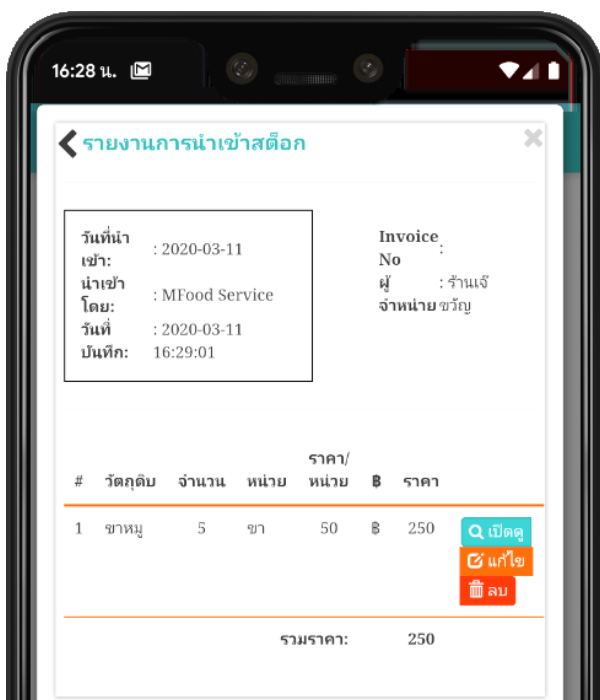 16:28 น.
รายงานการนำเข้าสต็อก
วันที่นำ
เข้า: : 2020-03-11
นำเข้า
โดย: : MFood Service
วันที่ : 2020-03-11
บันทึก: 16:29:01
Invoice
No :
ผู้ : ร้านเจ๊
จำหน่าย ขวัญ
ราคา/
# วัตถุดิบ จำนวน หน่วย หน่วย ฿ ราคา
1 ขาหมู 5 ขา 50 ฿ 250 เปิดดู
แก้ไข
ลบ
รวมราคา: 250